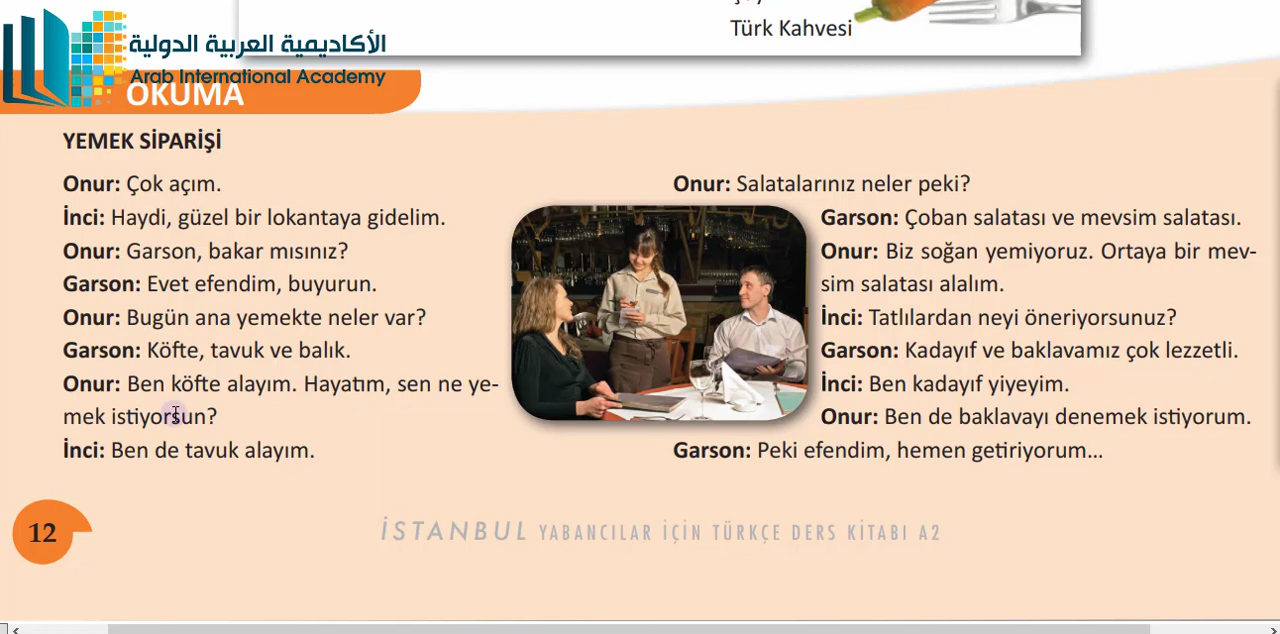 Türk Kahvesi
الأكاديمية العربية الدولية
Arab International Academy
OKUMA
YEMEK SİPARİŞİ
Onur: Çok açım.
İnci: Haydi, güzel bir lokantaya gidelim.
Onur: Garson, bakar mısınız?
Garson: Evet efendim, buyurun.
Onur: Bugün ana yemekte neler var?
Garson: Köfte, tavuk ve balık.
Onur: Ben köfte alayım. Hayatım, sen ne ye-
mek istiyorsun?
İnci: Ben de tavuk alayım.
Onur: Salatalarınız neler peki?
Garson: Çoban salatası ve mevsim salatası.
Onur: Biz soğan yemiyoruz. Ortaya bir mev-
sim salatası alalım.
İnci: Tatlılardan neyi öneriyorsunuz?
Garson: Kadayıf ve baklavamız çok lezzetli.
İnci: Ben kadayıf yiyeyim.
Onur: Ben de baklavayı denemek istiyorum.
Garson: Peki efendim, hemen getiriyorum...
12
İSTANBUL YABANCILAR İÇİN TÜRKÇE DERS KİTABI A2